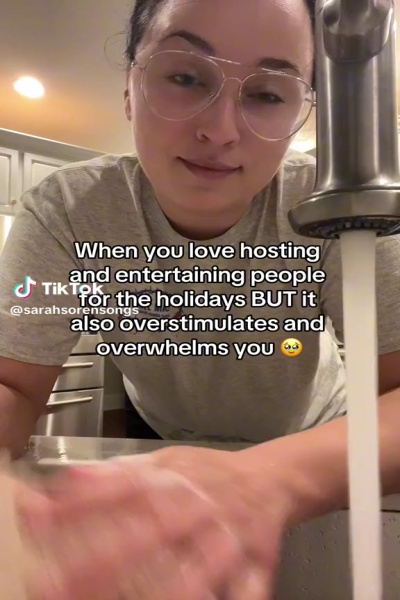 When you love hosting
and entertaining people
TikTok
for the holidays BUT it
@sarahsorensongs
also overstimulates and
overwhelms you 🥹